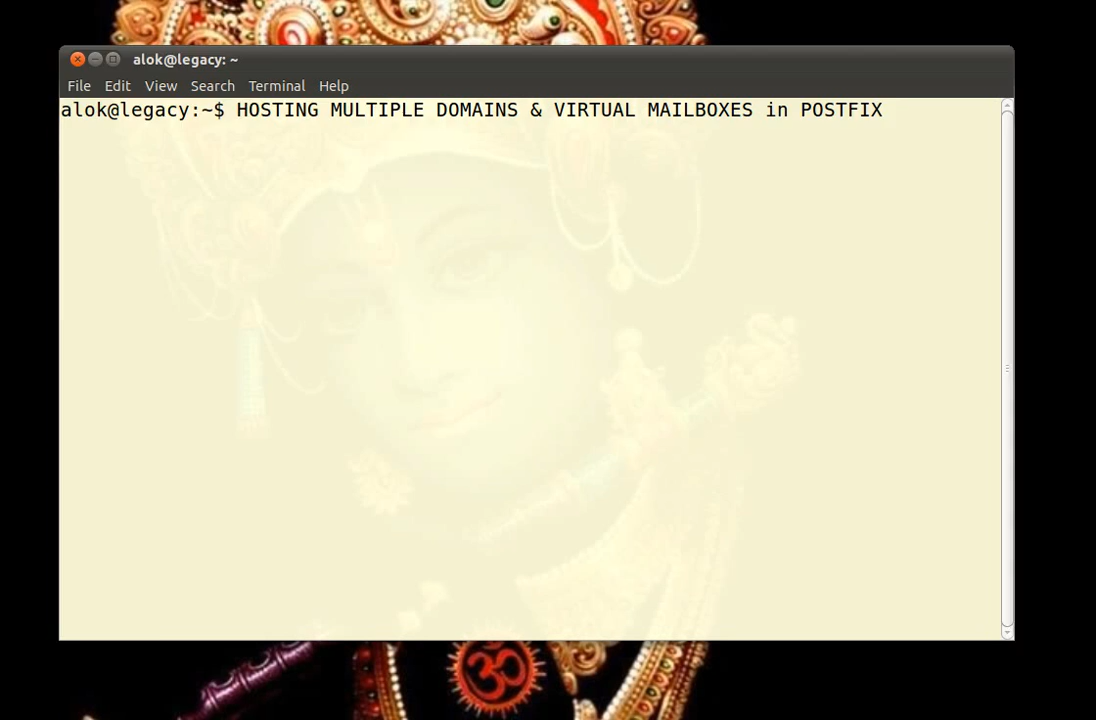 alok@legacy: ~
File Edit View Search Terminal Help
alok@legacy:~$ HOSTING MULTIPLE DOMAINS & VIRTUAL MAILBOXES in POSTFIX
ॐ